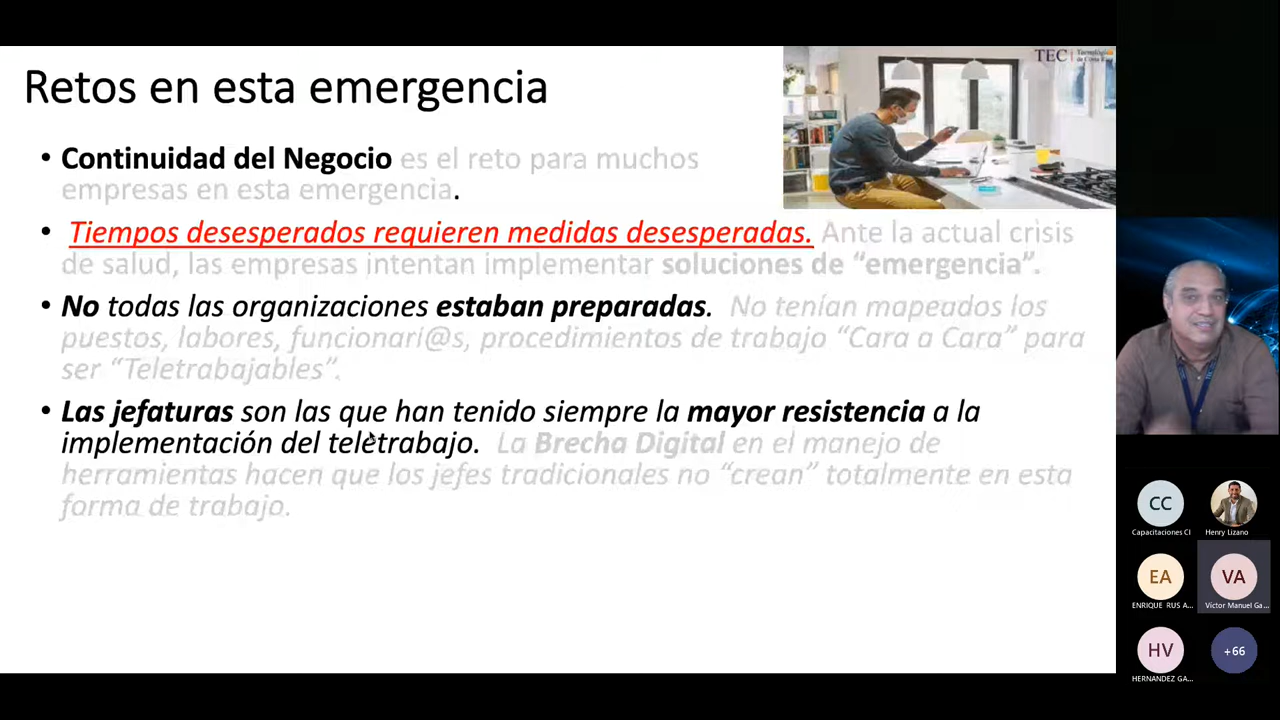 Retos en esta emergencia
TEC | Tecnológico
de Costa Rica
• Continuidad del Negocio es el reto para muchos
empresas en esta emergencia.
• Tiempos desesperados requieren medidas desesperadas. Ante la actual crisis
de salud, las empresas intentan implementar soluciones de “emergencia”.
• No todas las organizaciones estaban preparadas. No tenían mapeados los
puestos, labores, funcionari@s, procedimientos de trabajo “Cara a Cara” para
ser “Teletrabajables”.
• Las jefaturas son las que han tenido siempre la mayor resistencia a la
implementación del teletrabajo. La Brecha Digital en el manejo de
herramientas hacen que los jefes tradicionales no “crean” totalmente en esta
forma de trabajo.
CC
Capacitaciones CI
Henry Lizano
EA
ENRIQUE RUS A...
VA
Víctor Manuel Ga...
HV
HERNANDEZ GA...
+66